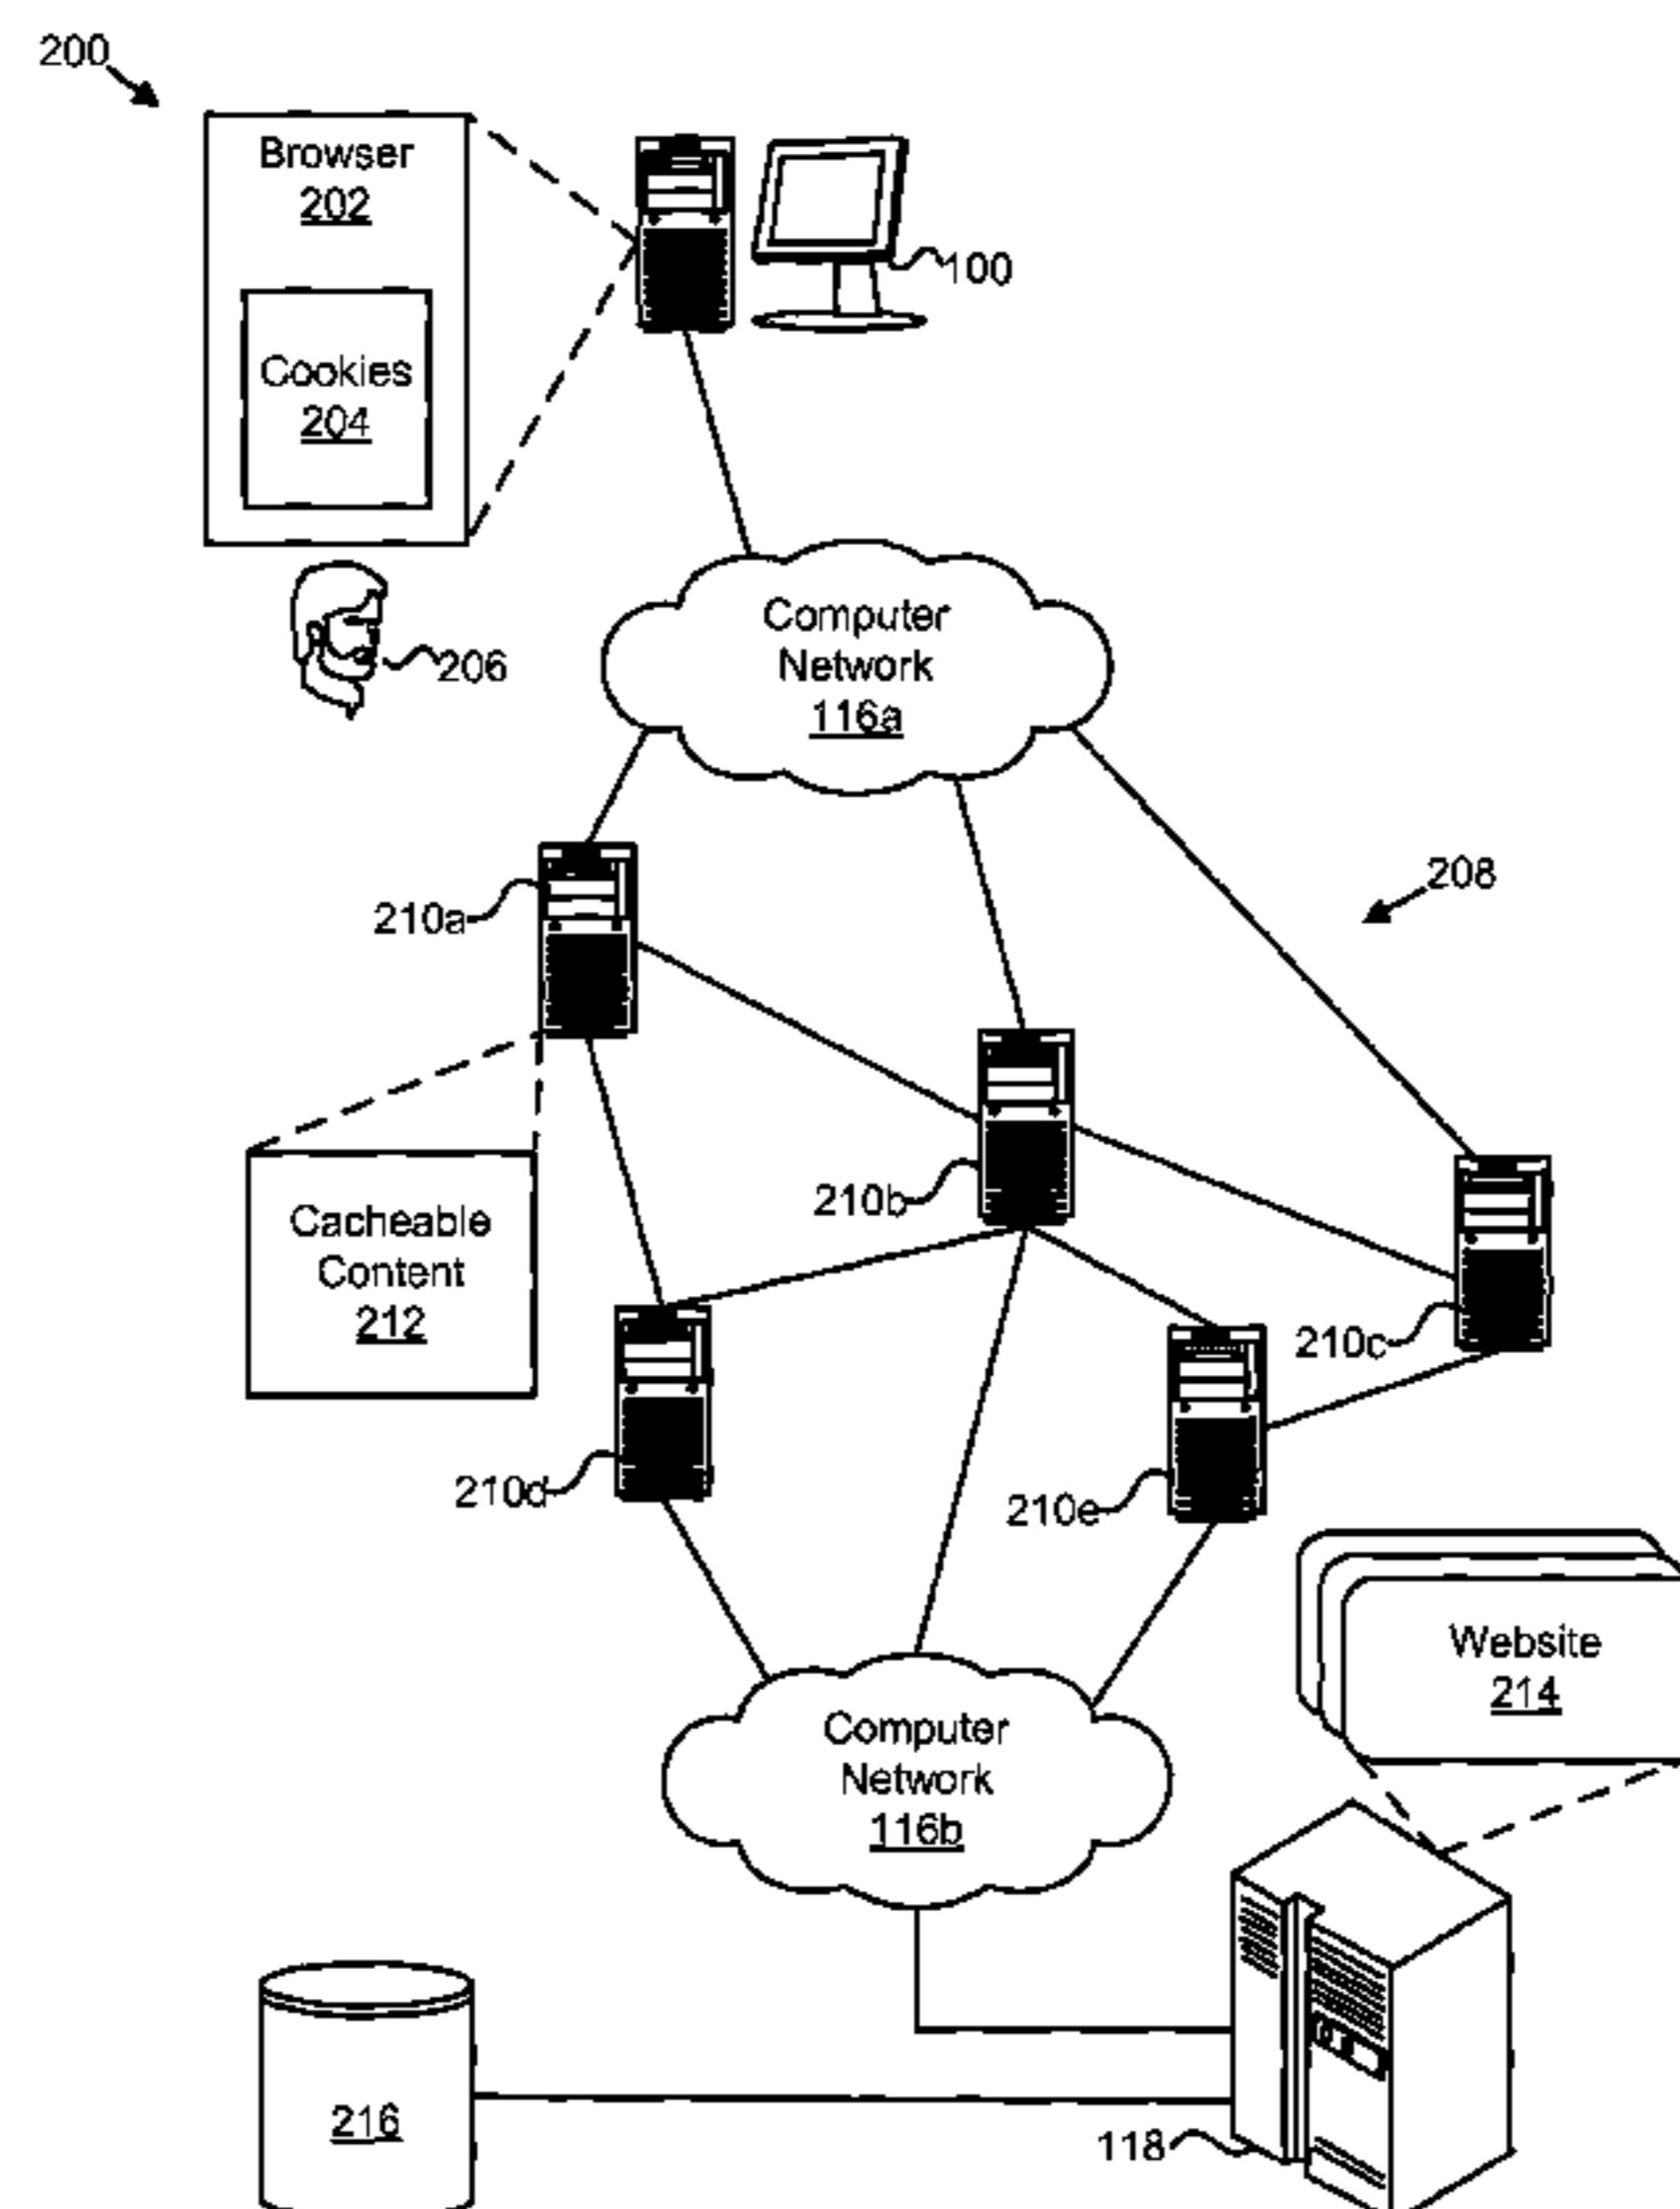 200
Browser
202
100
Cookies
204
Computer
Network
116a
206
208
210a
210b
Cacheable
Content
212
210c
210d
210e
Website
214
Computer
Network
116b
216
118